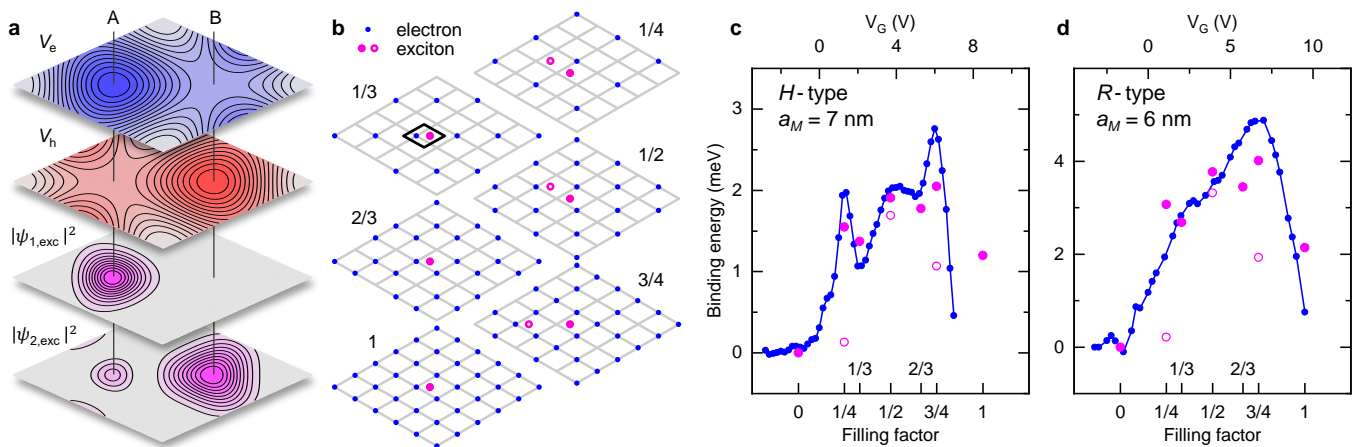 a
A
B
V_e
V_h
|ψ_1,exc|²
|ψ_2,exc|²
b
electron
exciton
1/4
1/3
1/2
2/3
3/4
1
c
V_G (V)
0 4 8
H-type
a_M = 7 nm
Binding energy (meV)
3
2
1
0
1/3 2/3
0 1/4 1/2 3/4 1
Filling factor
d
V_G (V)
0 5 10
R-type
a_M = 6 nm
4
2
0
1/3 2/3
0 1/4 1/2 3/4 1
Filling factor